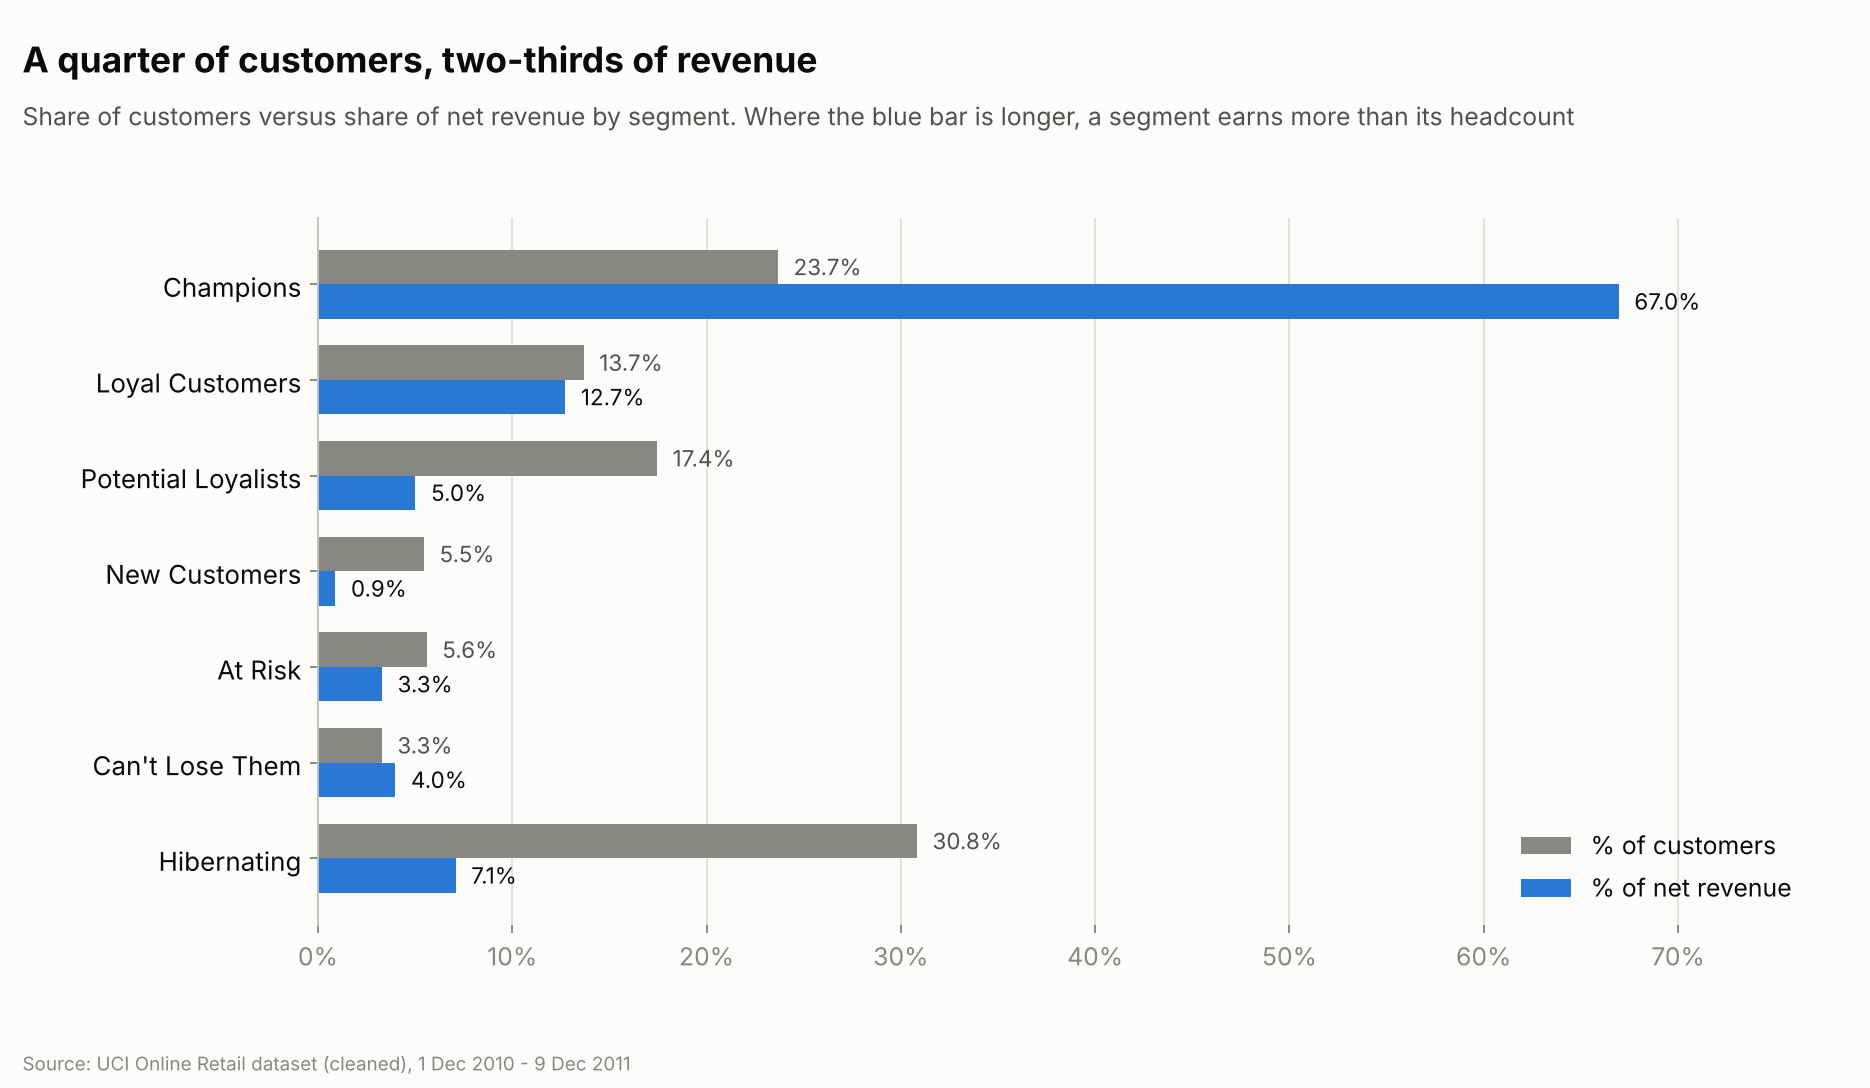 A quarter of customers, two-thirds of revenue
Share of customers versus share of net revenue by segment. Where the blue bar is longer, a segment earns more than its headcount
Champions
23.7%
67.0%
Loyal Customers
13.7%
12.7%
Potential Loyalists
17.4%
5.0%
New Customers
5.5%
0.9%
At Risk
5.6%
3.3%
Can't Lose Them
3.3%
4.0%
Hibernating
30.8%
7.1%
% of customers
% of net revenue
0% 10% 20% 30% 40% 50% 60% 70%
Source: UCI Online Retail dataset (cleaned), 1 Dec 2010 - 9 Dec 2011